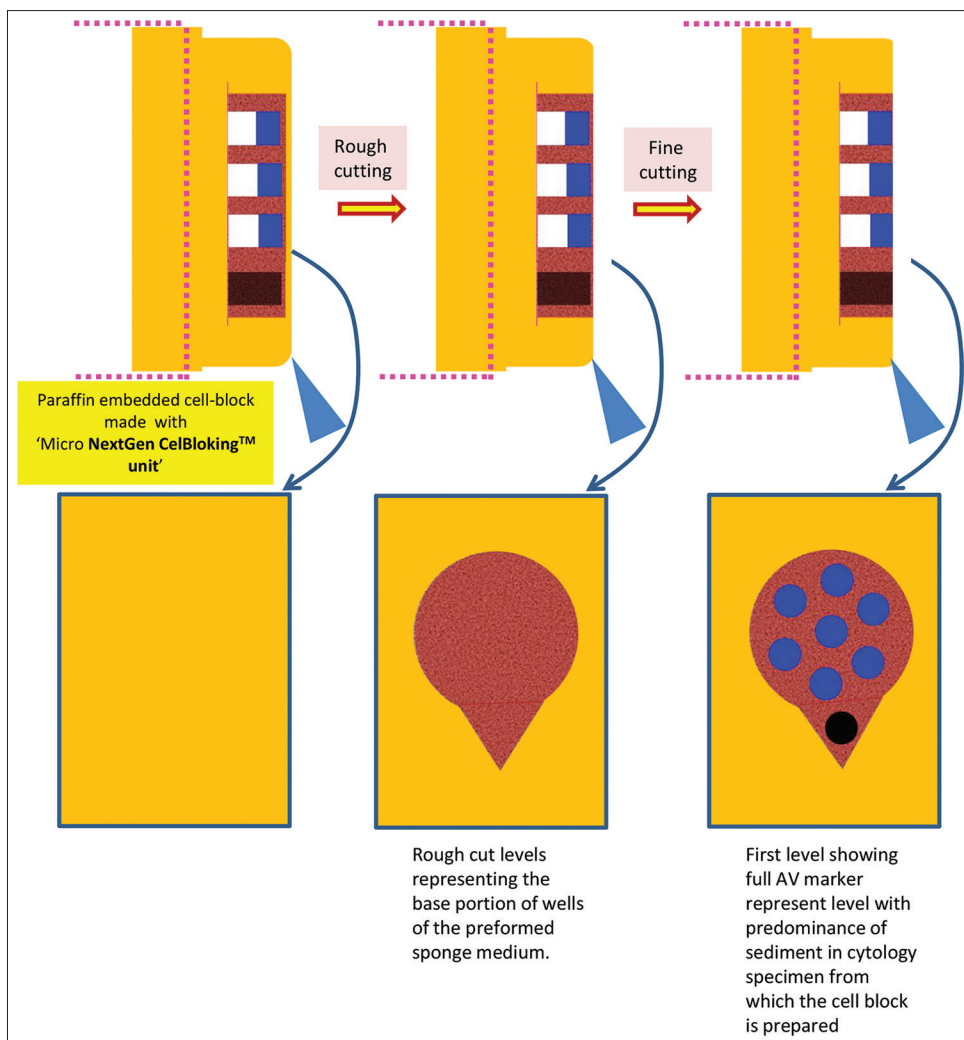 Rough
cutting
Fine
cutting
Paraffin embedded cell-block
made with
‘Micro NextGen CelBloking™
unit’
Rough cut levels
representing the
base portion of wells
of the preformed
sponge medium.
First level showing
full AV marker
represent level with
predominance of
sediment in cytology
specimen from
which the cell block
is prepared